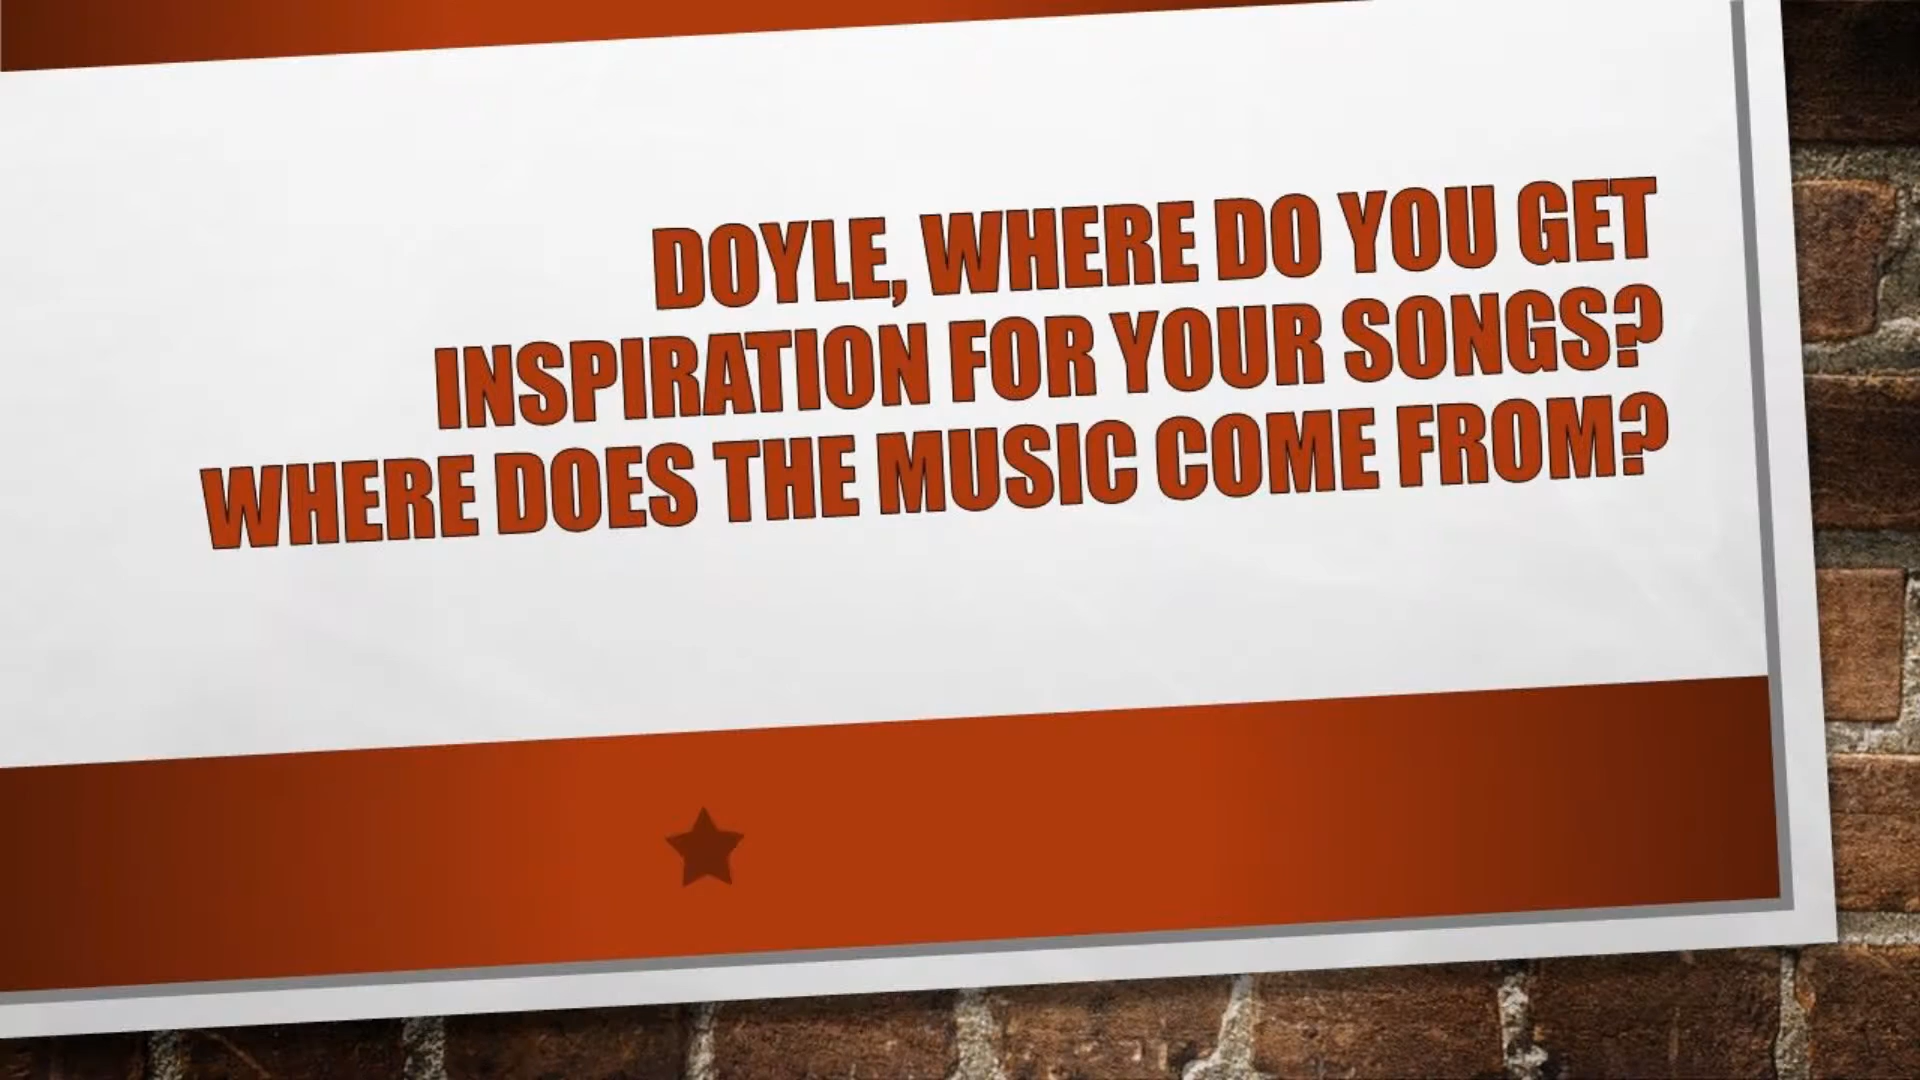 DOYLE, WHERE DO YOU GET
INSPIRATION FOR YOUR SONGS?
WHERE DOES THE MUSIC COME FROM?